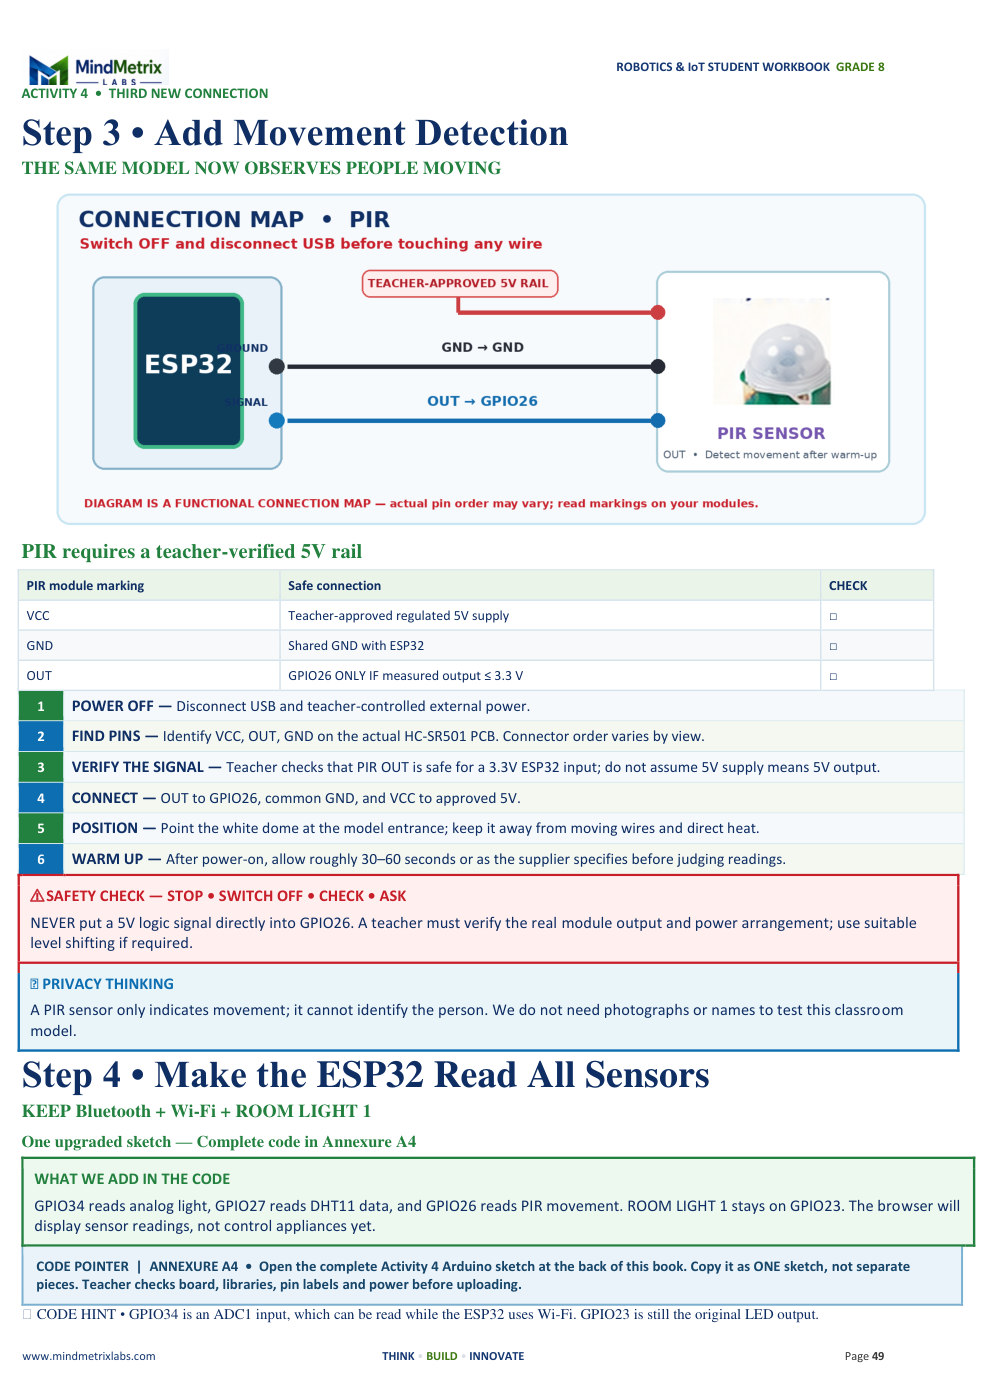 MindMetrix
LABS
ROBOTICS & IoT STUDENT WORKBOOK GRADE 8
ACTIVITY 4 • THIRD NEW CONNECTION
Step 3 • Add Movement Detection
THE SAME MODEL NOW OBSERVES PEOPLE MOVING
CONNECTION MAP • PIR
Switch OFF and disconnect USB before touching any wire
TEACHER-APPROVED 5V RAIL
ESP32
GROUND
GND → GND
SIGNAL
OUT → GPIO26
PIR SENSOR
OUT • Detect movement after warm-up
DIAGRAM IS A FUNCTIONAL CONNECTION MAP — actual pin order may vary; read markings on your modules.
PIR requires a teacher-verified 5V rail
PIR module marking Safe connection CHECK
VCC Teacher-approved regulated 5V supply □
GND Shared GND with ESP32 □
OUT GPIO26 ONLY IF measured output ≤ 3.3 V □
1 POWER OFF — Disconnect USB and teacher-controlled external power.
2 FIND PINS — Identify VCC, OUT, GND on the actual HC-SR501 PCB. Connector order varies by view.
3 VERIFY THE SIGNAL — Teacher checks that PIR OUT is safe for a 3.3V ESP32 input; do not assume 5V supply means 5V output.
4 CONNECT — OUT to GPIO26, common GND, and VCC to approved 5V.
5 POSITION — Point the white dome at the model entrance; keep it away from moving wires and direct heat.
6 WARM UP — After power-on, allow roughly 30–60 seconds or as the supplier specifies before judging readings.
⚠SAFETY CHECK — STOP • SWITCH OFF • CHECK • ASK
NEVER put a 5V logic signal directly into GPIO26. A teacher must verify the real module output and power arrangement; use suitable
level shifting if required.
PRIVACY THINKING
A PIR sensor only indicates movement; it cannot identify the person. We do not need photographs or names to test this classroom
model.
Step 4 • Make the ESP32 Read All Sensors
KEEP Bluetooth + Wi-Fi + ROOM LIGHT 1
One upgraded sketch — Complete code in Annexure A4
WHAT WE ADD IN THE CODE
GPIO34 reads analog light, GPIO27 reads DHT11 data, and GPIO26 reads PIR movement. ROOM LIGHT 1 stays on GPIO23. The browser will
display sensor readings, not control appliances yet.
CODE POINTER | ANNEXURE A4 • Open the complete Activity 4 Arduino sketch at the back of this book. Copy it as ONE sketch, not separate
pieces. Teacher checks board, libraries, pin labels and power before uploading.
CODE HINT • GPIO34 is an ADC1 input, which can be read while the ESP32 uses Wi-Fi. GPIO23 is still the original LED output.
www.mindmetrixlabs.com THINK • BUILD • INNOVATE Page 49